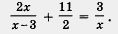 2x/(x-3) + 11/2 = 3/x.